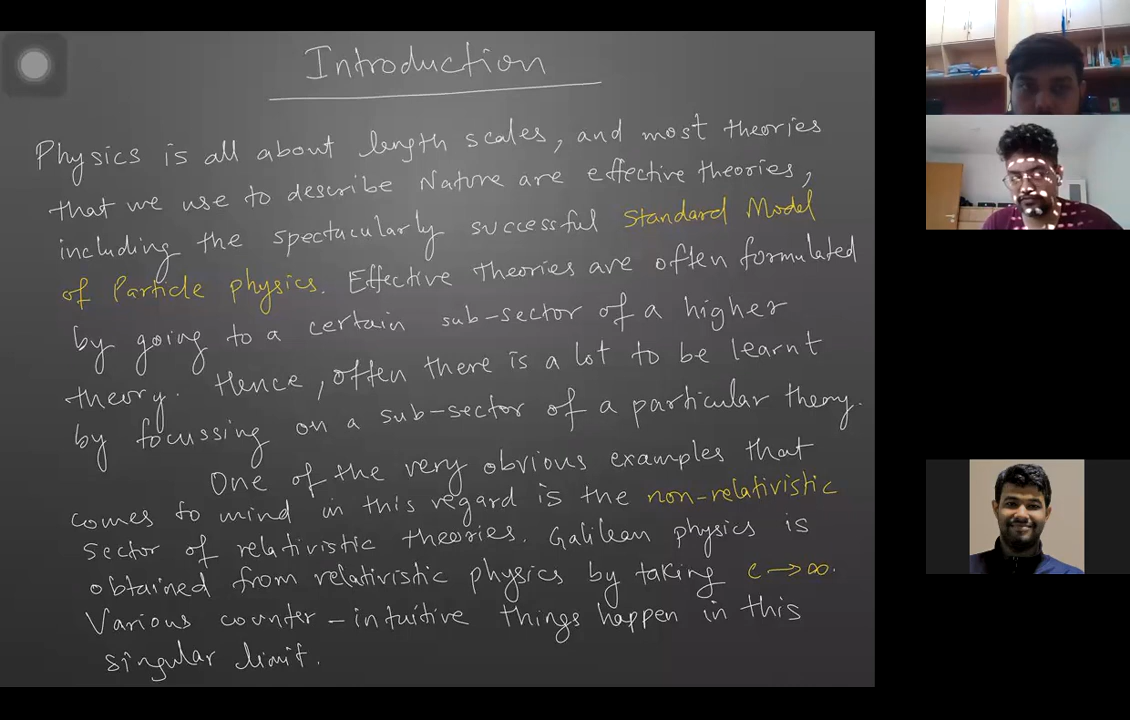 Introduction
Physics is all about length scales, and most theories
that we use to describe Nature are effective theories,
including the spectacularly successful Standard Model
of Particle physics. Effective theories are often formulated
by going to a certain sub-sector of a higher
theory. Hence, often there is a lot to be learnt
by focussing on a sub-sector of a particular theory.
One of the very obvious examples that
comes to mind in this regard is the non-relativistic
sector of relativistic theories. Galilean physics is
obtained from relativistic physics by taking c → ∞.
Various counter-intuitive things happen in this
singular limit.